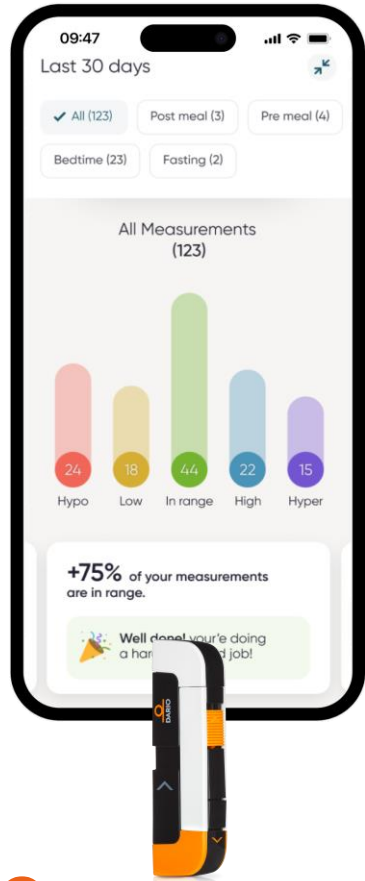 09:47
Last 30 days
✓ All (123)
Post meal (3)
Pre meal (4)
Bedtime (23)
Fasting (2)
All Measurements
(123)
24
18
44
22
15
Hypo
Low
In range
High
Hyper
+75% of your measurements
are in range.
Well done! your'e doing
a job!
DARIO